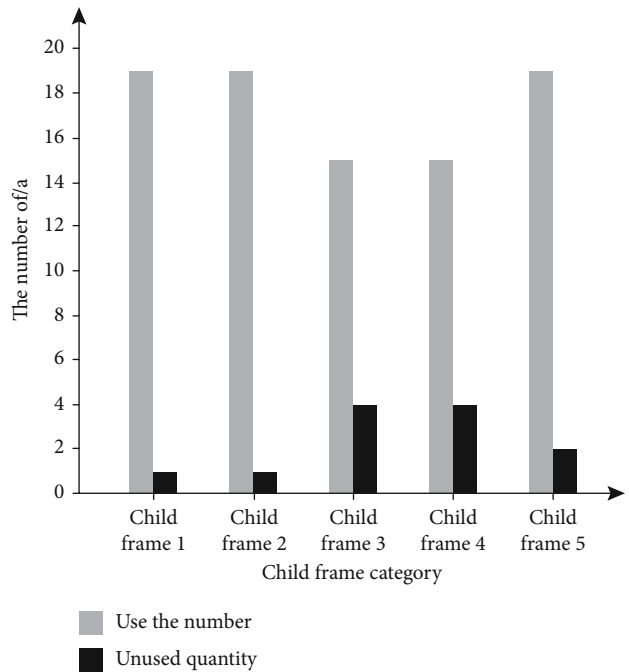 The number of/a
20
18
16
14
12
10
8
6
4
2
0
Child
frame 1
Child
frame 2
Child
frame 3
Child
frame 4
Child
frame 5
Child frame category
Use the number
Unused quantity